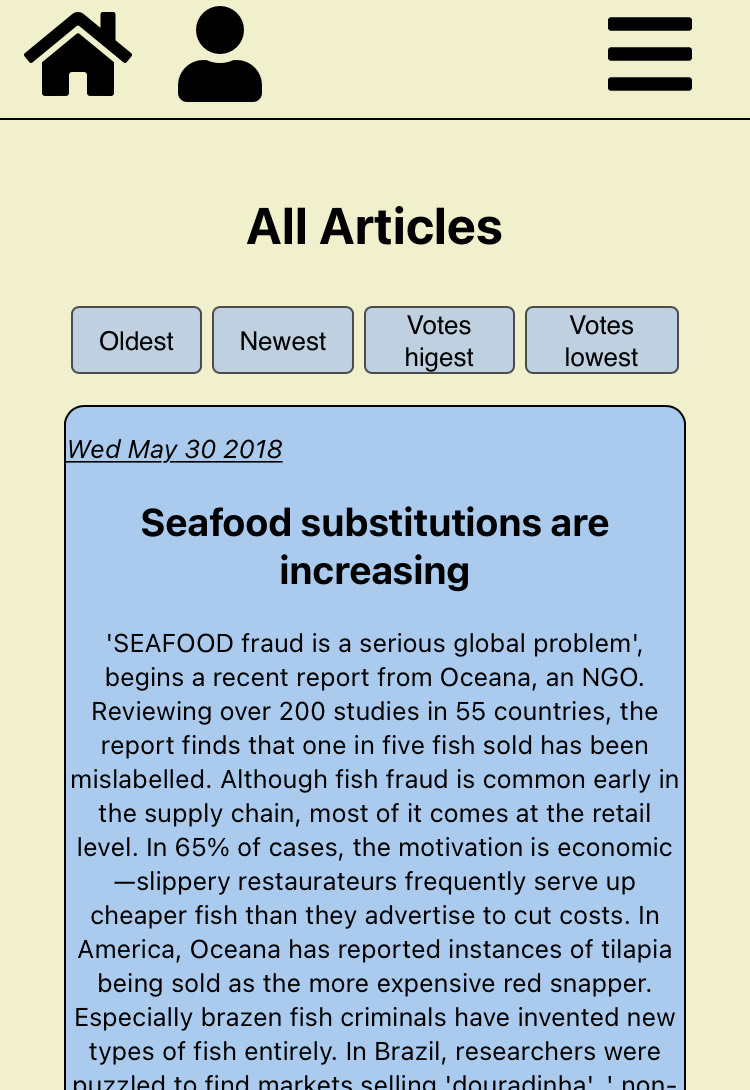 All Articles
Oldest
Newest
Votes
higest
Votes
lowest
Wed May 30 2018
Seafood substitutions are
increasing
'SEAFOOD fraud is a serious global problem',
begins a recent report from Oceana, an NGO.
Reviewing over 200 studies in 55 countries, the
report finds that one in five fish sold has been
mislabelled. Although fish fraud is common early in
the supply chain, most of it comes at the retail
level. In 65% of cases, the motivation is economic
—slippery restaurateurs frequently serve up
cheaper fish than they advertise to cut costs. In
America, Oceana has reported instances of tilapia
being sold as the more expensive red snapper.
Especially brazen fish criminals have invented new
types of fish entirely. In Brazil, researchers were
puzzled to find markets selling 'douradinha', ' non-